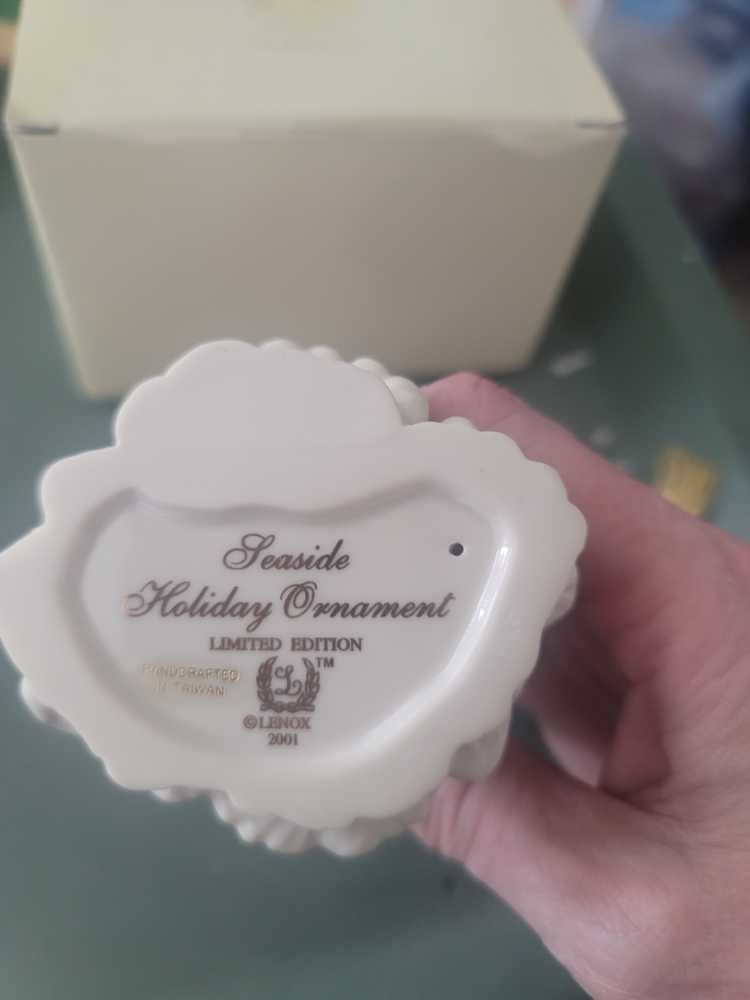 Seaside
Holiday Ornament
LIMITED EDITION
HANDCRAFTED
IN TAIWAN
L
™
©LENOX
2001